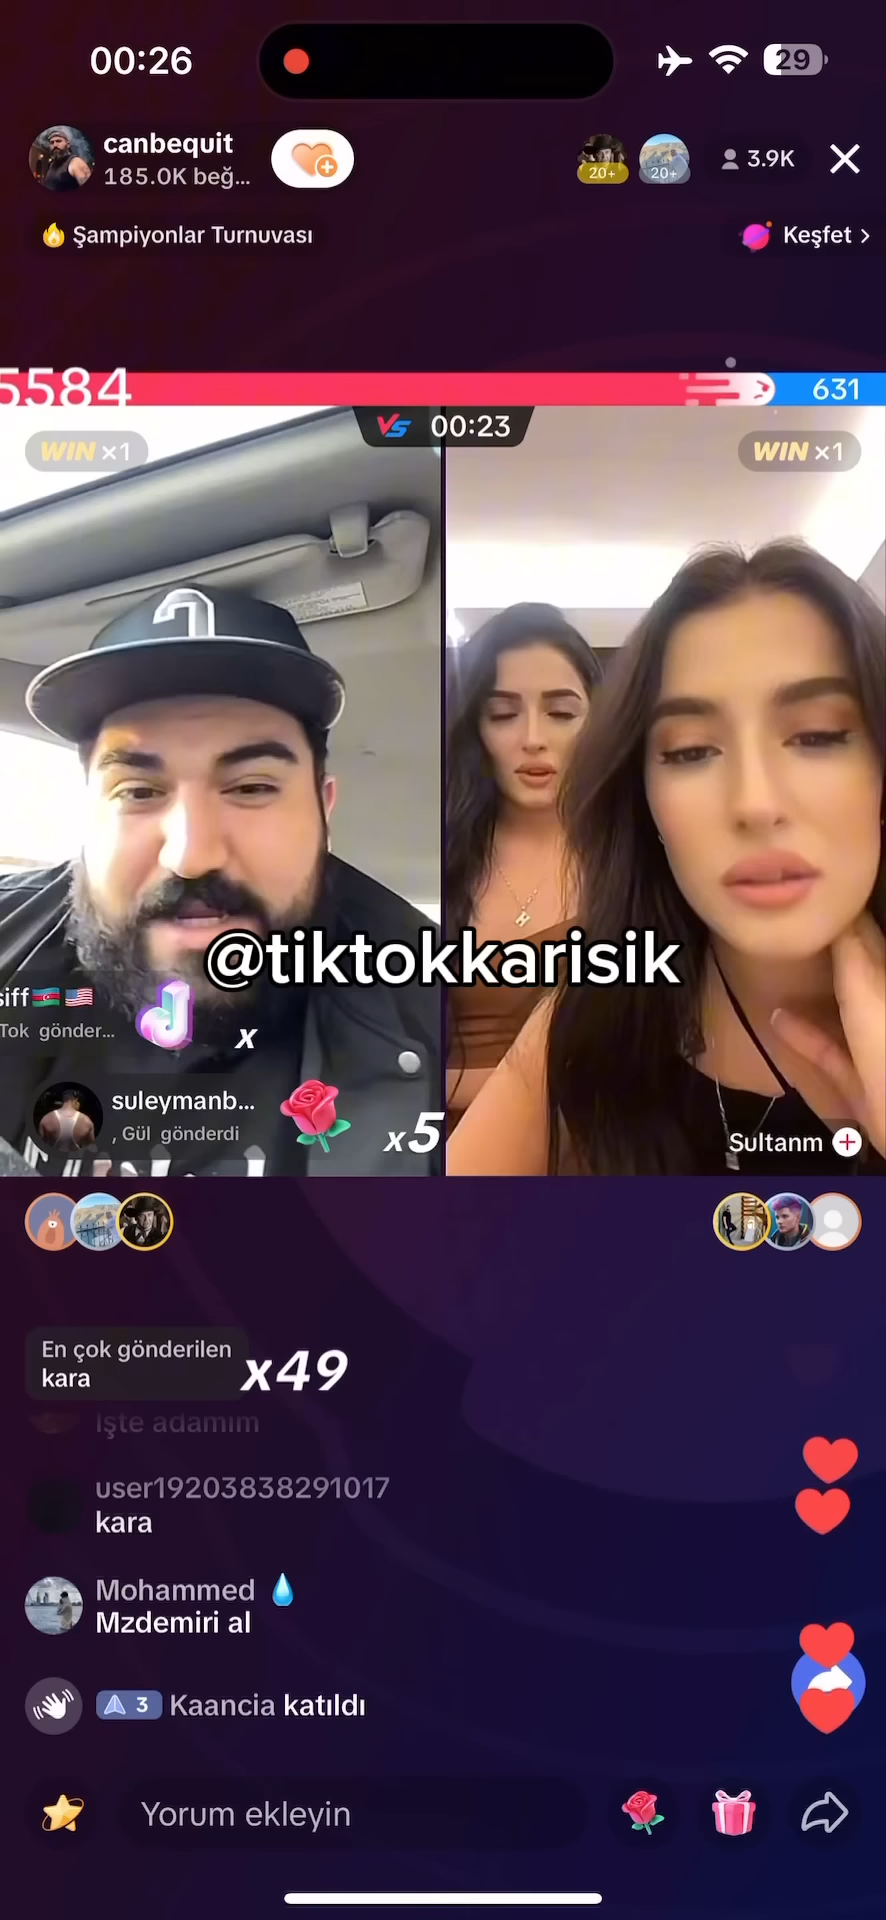 00:26
29
canbequit
185.0K beğ...
20+
20+
3.9K
🔥 Şampiyonlar Turnuvası
Keşfet >
5584
631
VS 00:23
WIN x1
WIN x1
@tiktokkarisik
siff🇦🇿🇺🇸
Tok gönder...
x
suleymanb...
, Gül gönderdi
x5
Sultanm
En çok gönderilen
kara
x49
İşte adamım
user19203838291017
kara
Mohammed 💧
Mzdemiri al
3 Kaancia katıldı
Yorum ekleyin